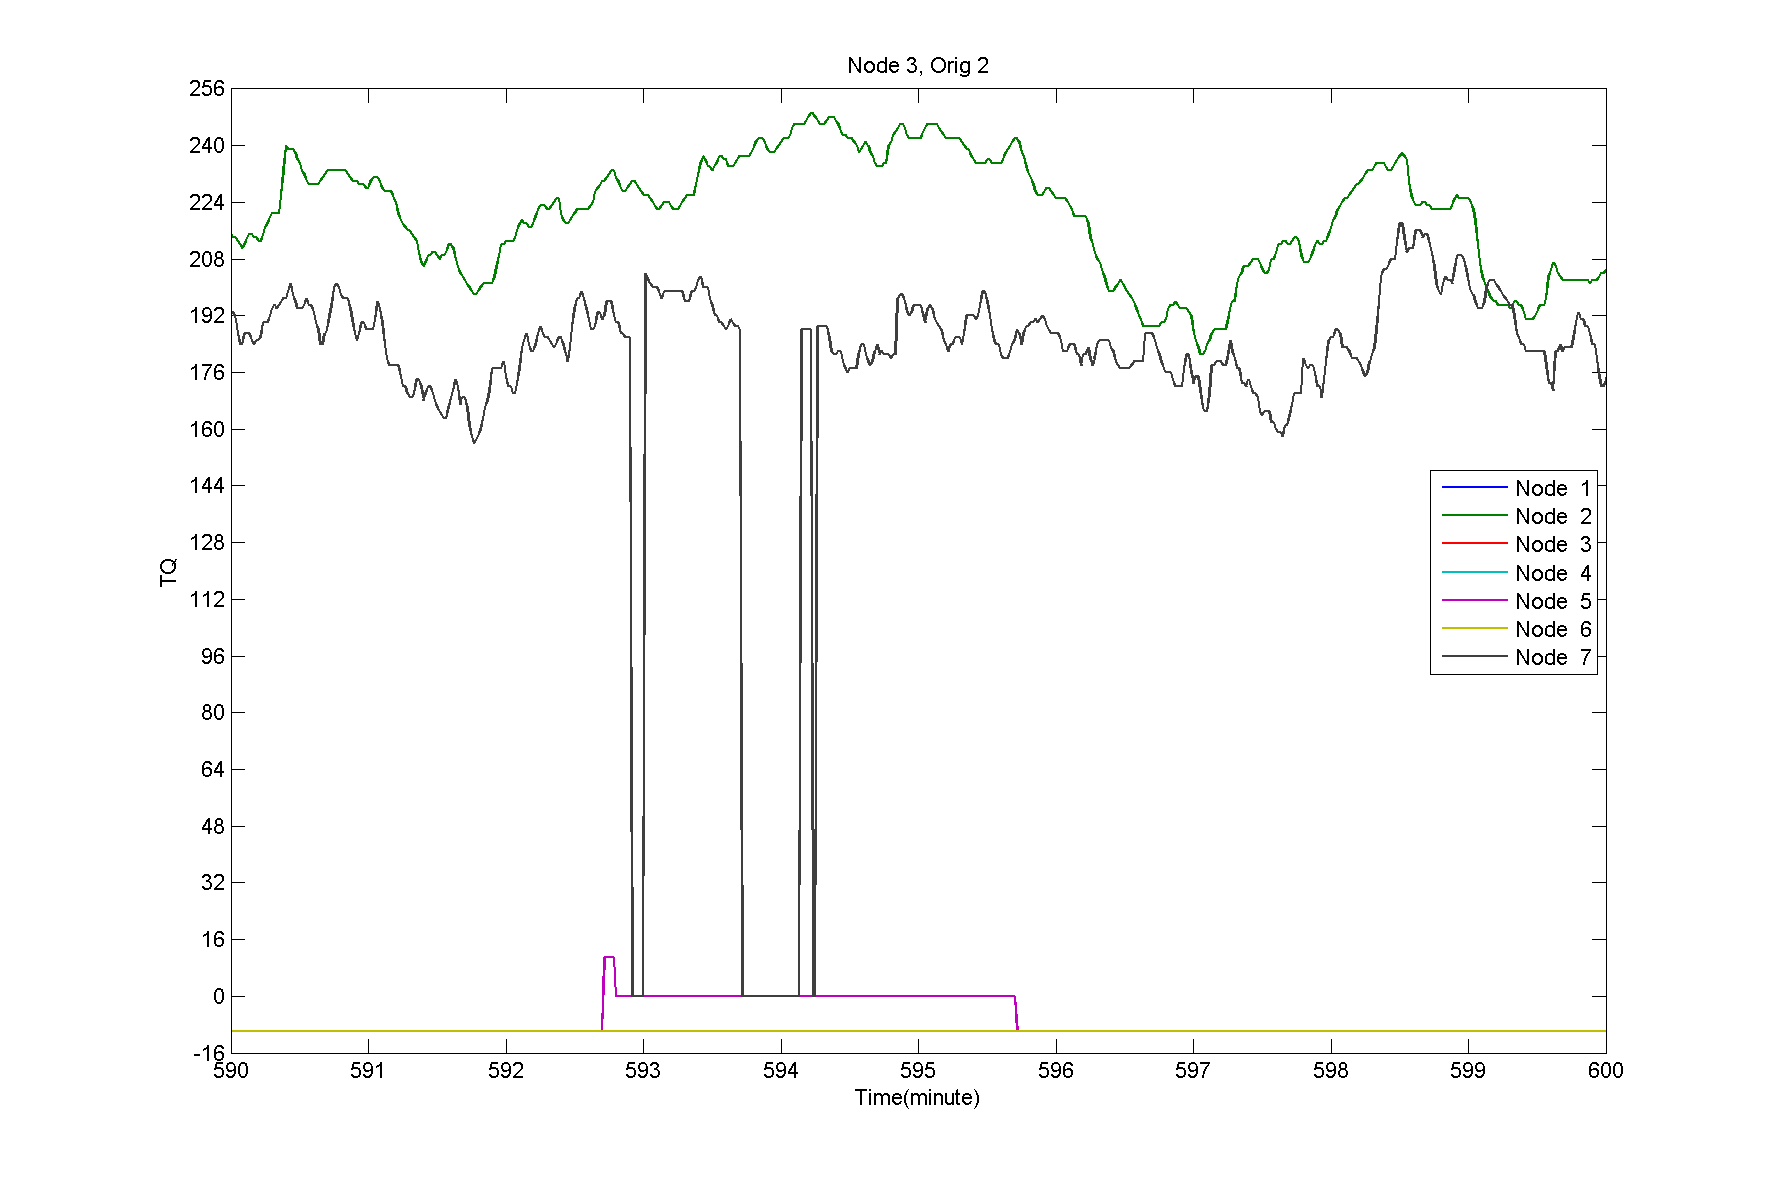 Node 3, Orig 2
256
240
224
208
192
176
160
144
128
112
96
80
64
48
32
16
0
-16
TQ
Node 1
Node 2
Node 3
Node 4
Node 5
Node 6
Node 7
590 591 592 593 594 595 596 597 598 599 600
Time(minute)